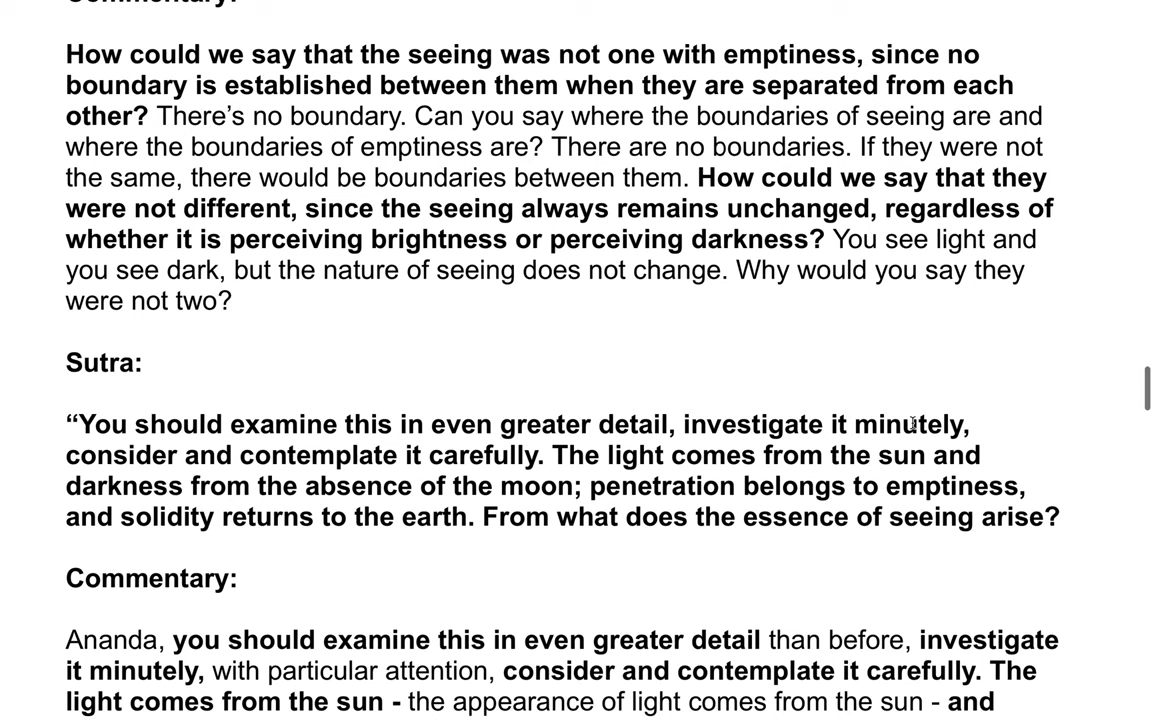 Commentary:
How could we say that the seeing was not one with emptiness, since no
boundary is established between them when they are separated from each
other? There’s no boundary. Can you say where the boundaries of seeing are and
where the boundaries of emptiness are? There are no boundaries. If they were not
the same, there would be boundaries between them. How could we say that they
were not different, since the seeing always remains unchanged, regardless of
whether it is perceiving brightness or perceiving darkness? You see light and
you see dark, but the nature of seeing does not change. Why would you say they
were not two?
Sutra:
“You should examine this in even greater detail, investigate it minutely,
consider and contemplate it carefully. The light comes from the sun and
darkness from the absence of the moon; penetration belongs to emptiness,
and solidity returns to the earth. From what does the essence of seeing arise?
Commentary:
Ananda, you should examine this in even greater detail than before, investigate
it minutely, with particular attention, consider and contemplate it carefully. The
light comes from the sun - the appearance of light comes from the sun - and